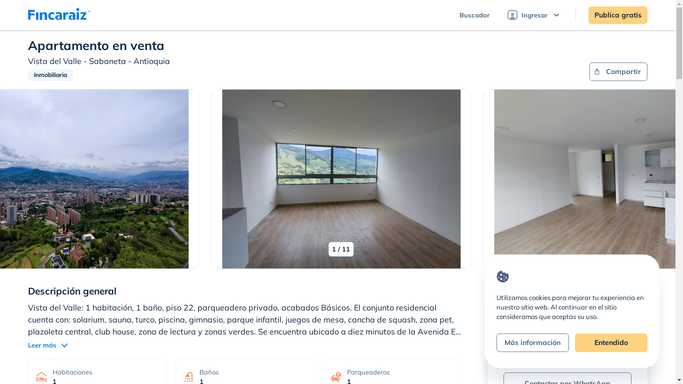 Fincaraiz
Buscador
Ingresar
Publica gratis
Apartamento en venta
Vista del Valle - Sabaneta - Antioquia
Inmobiliaria
Compartir
1 / 11
Descripción general
Vista del Valle: 1 habitación, 1 baño, piso 22, parqueadero privado, acabados Básicos. El conjunto residencial
cuenta con: solarium, sauna, turco, piscina, gimnasio, parque infantil, juegos de mesa, cancha de squash, zona pet,
plazoleta central, club house, zona de lectura y zonas verdes. Se encuentra ubicado a diez minutos de la Avenida E...
Leer más
Habitaciones
1
Baños
1
Parqueaderos
1
Utilizamos cookies para mejorar tu experiencia en
nuestro sitio web. Al continuar en el sitio
consideramos que aceptas su uso.
Más información
Entendido
Contactar por WhatsApp